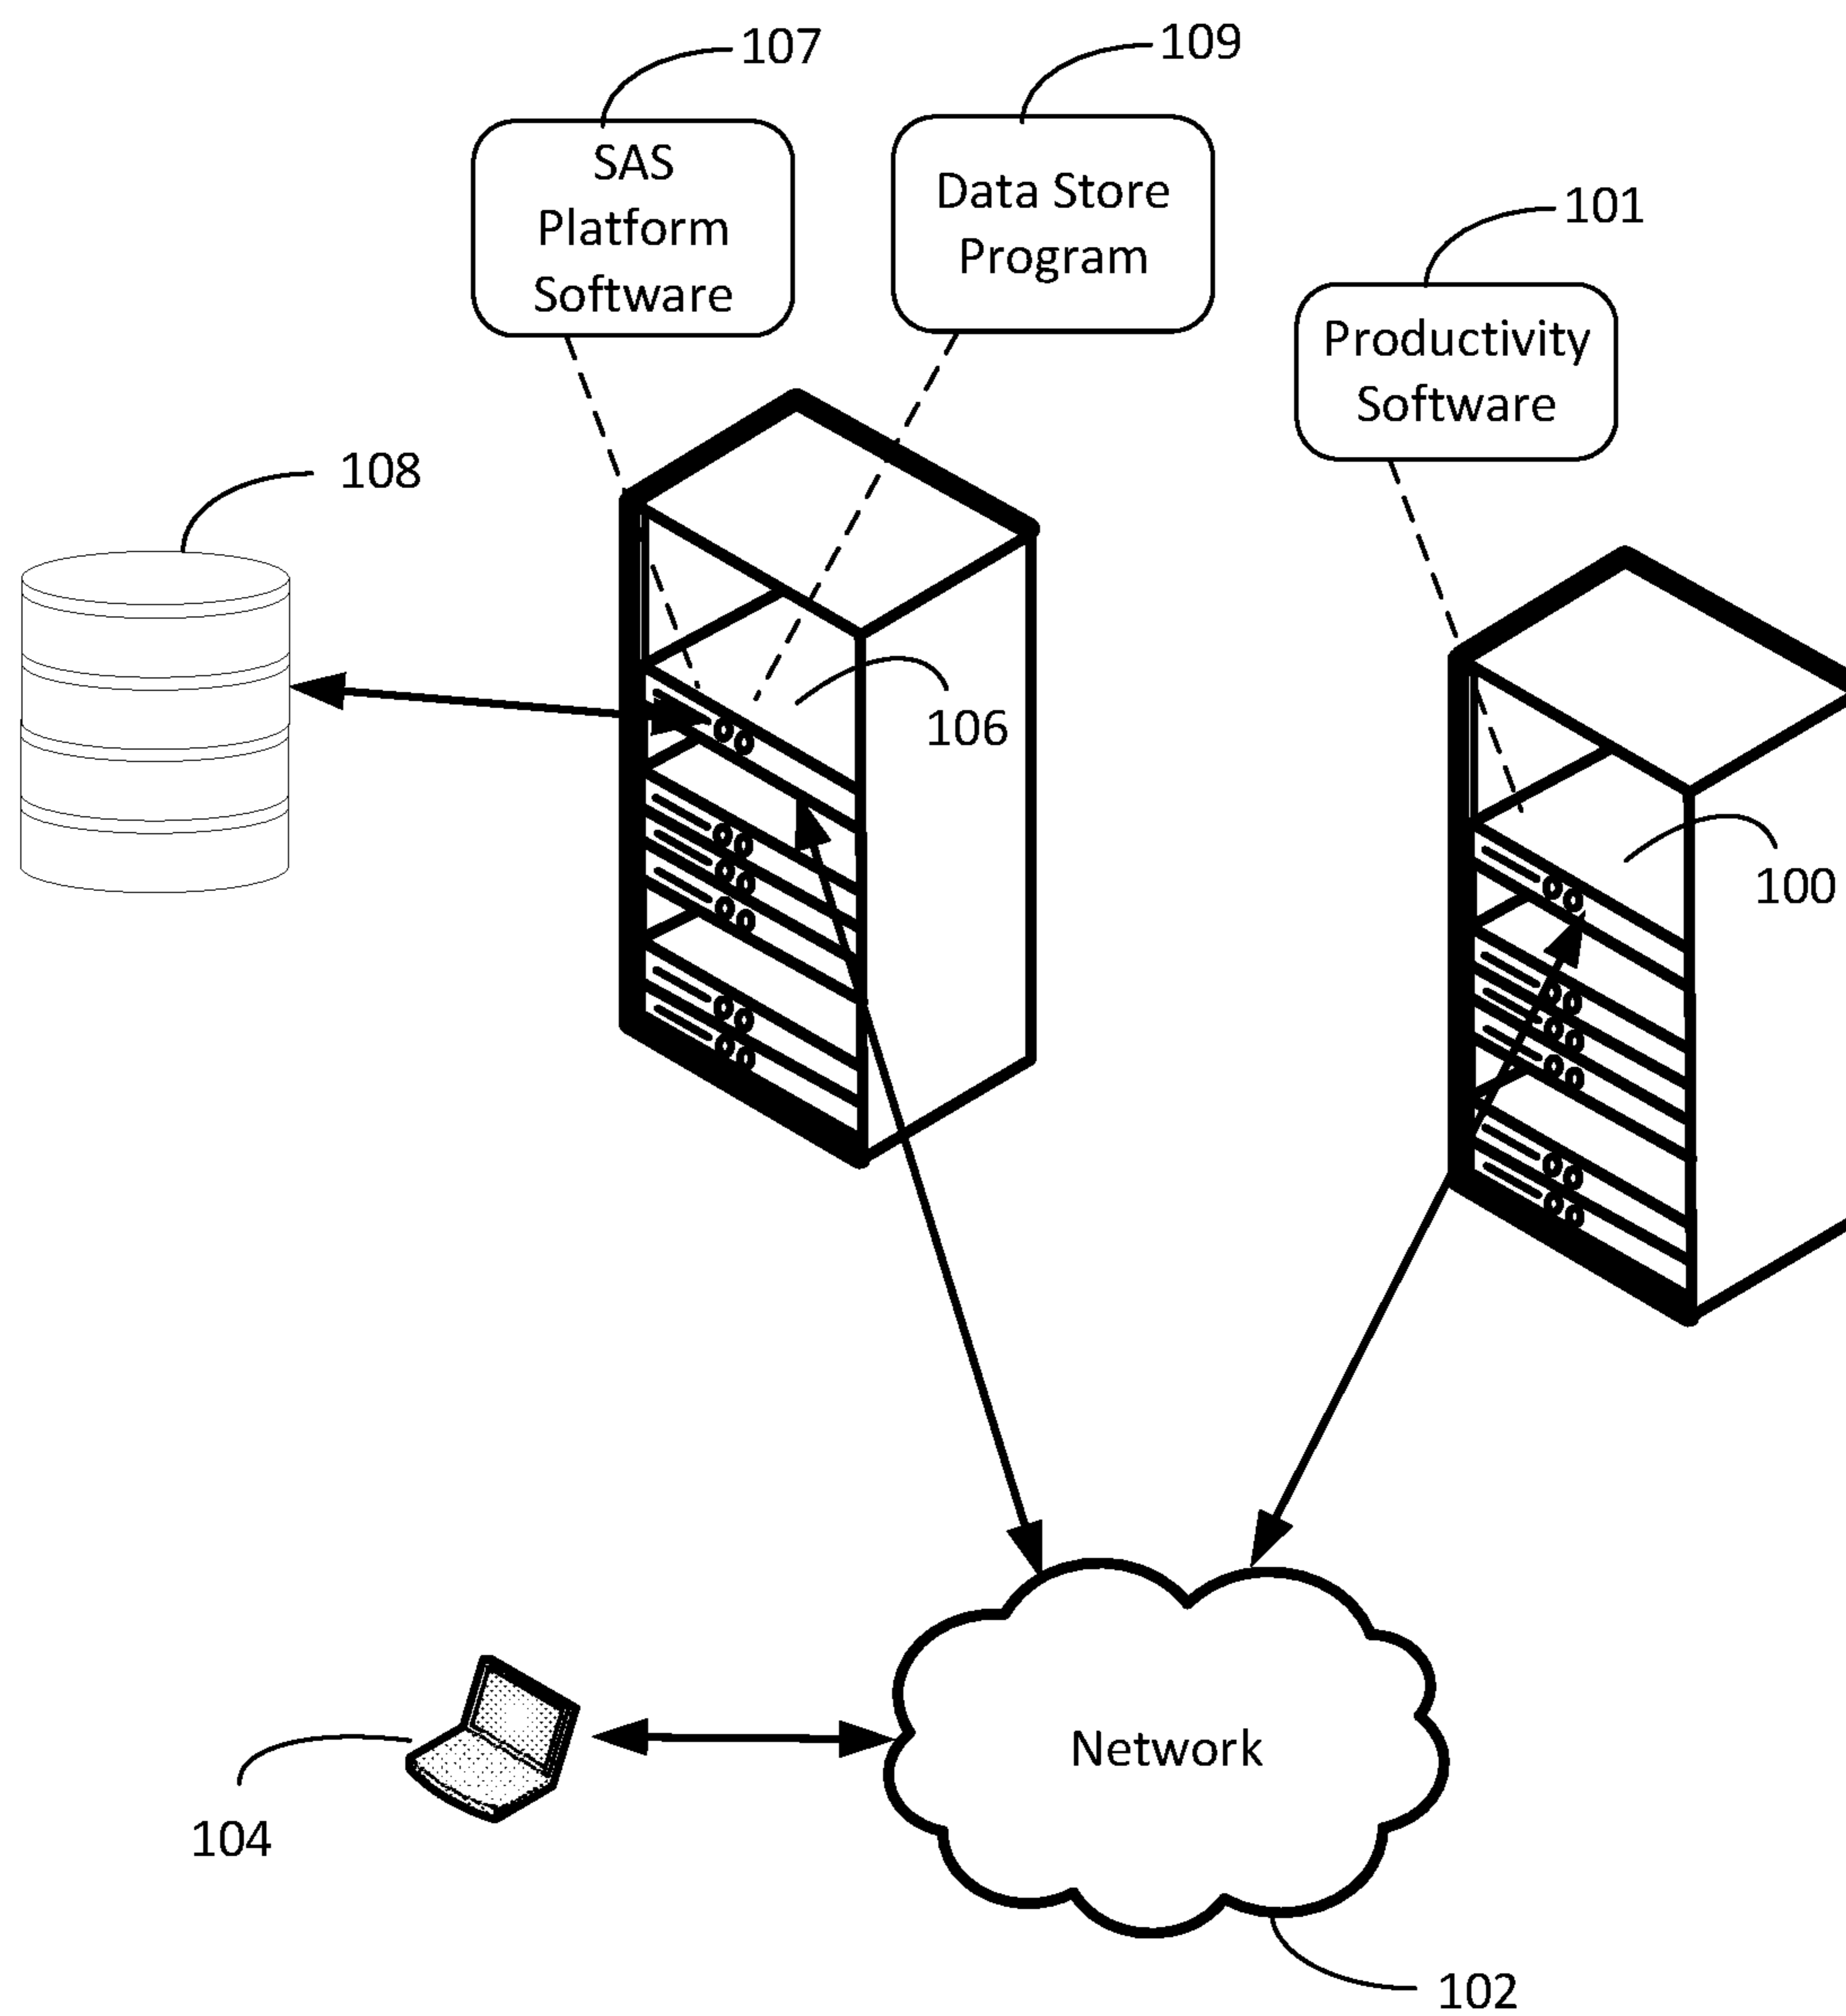 107
109
SAS
Platform
Software
Data Store
Program
101
Productivity
Software
108
106
100
Network
104
102